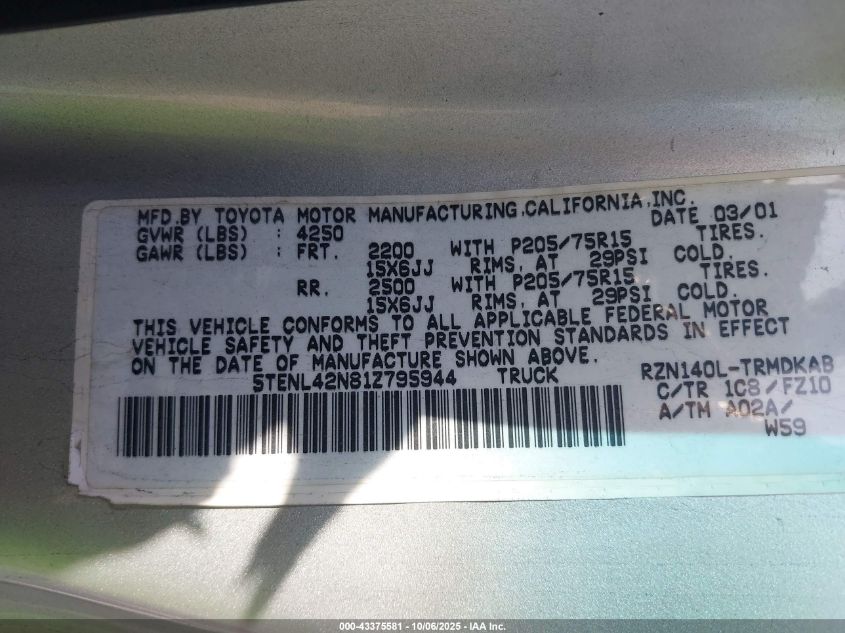 MFD.BY TOYOTA MOTOR MANUFACTURING,CALIFORNIA,INC.
DATE 03/01
GVWR (LBS) : 4250
GAWR (LBS) : FRT. 2200 WITH P205/75R15 TIRES.
15X6JJ RIMS, AT 29PSI COLD.
RR. 2500 WITH P205/75R15 TIRES.
15X6JJ RIMS, AT 29PSI COLD.
THIS VEHICLE CONFORMS TO ALL APPLICABLE FEDERAL MOTOR
VEHICLE SAFETY AND THEFT PREVENTION STANDARDS IN EFFECT
ON THE DATE OF MANUFACTURE SHOWN ABOVE.
5TENL42N81Z795944 TRUCK
RZN140L-TRMDKAB
C/TR 1C8/FZ10
A/TM A02A/
W59
000-43375581 - 10/06/2025 - IAA Inc.